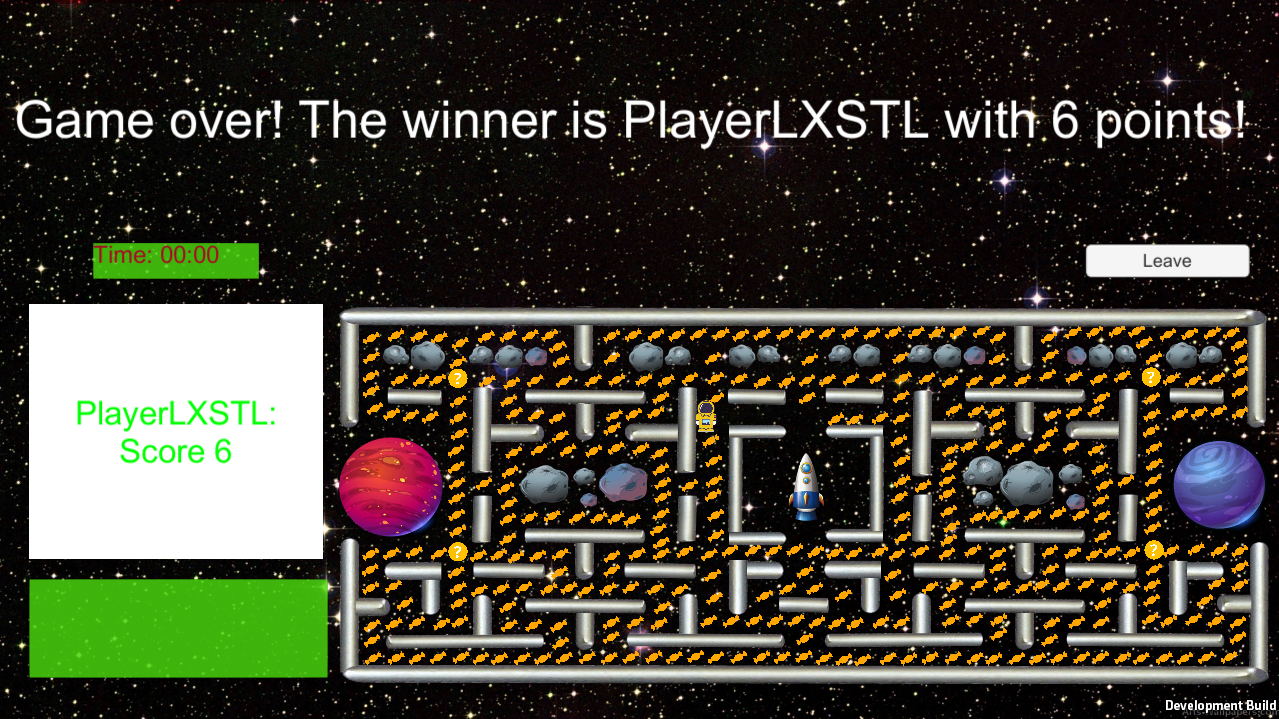 Game over! The winner is PlayerLXSTL with 6 points!
Time: 00:00
Leave
PlayerLXSTL:
Score 6
?
?
?
?
Development Build